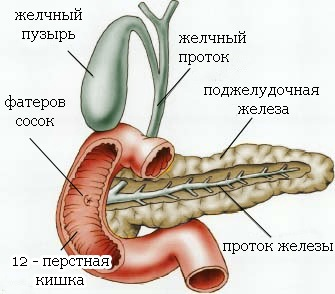 желчный
пузырь
желчный
проток
поджелудочная
железа
фатеров
сосок
проток железы
12 - перстная
кишка